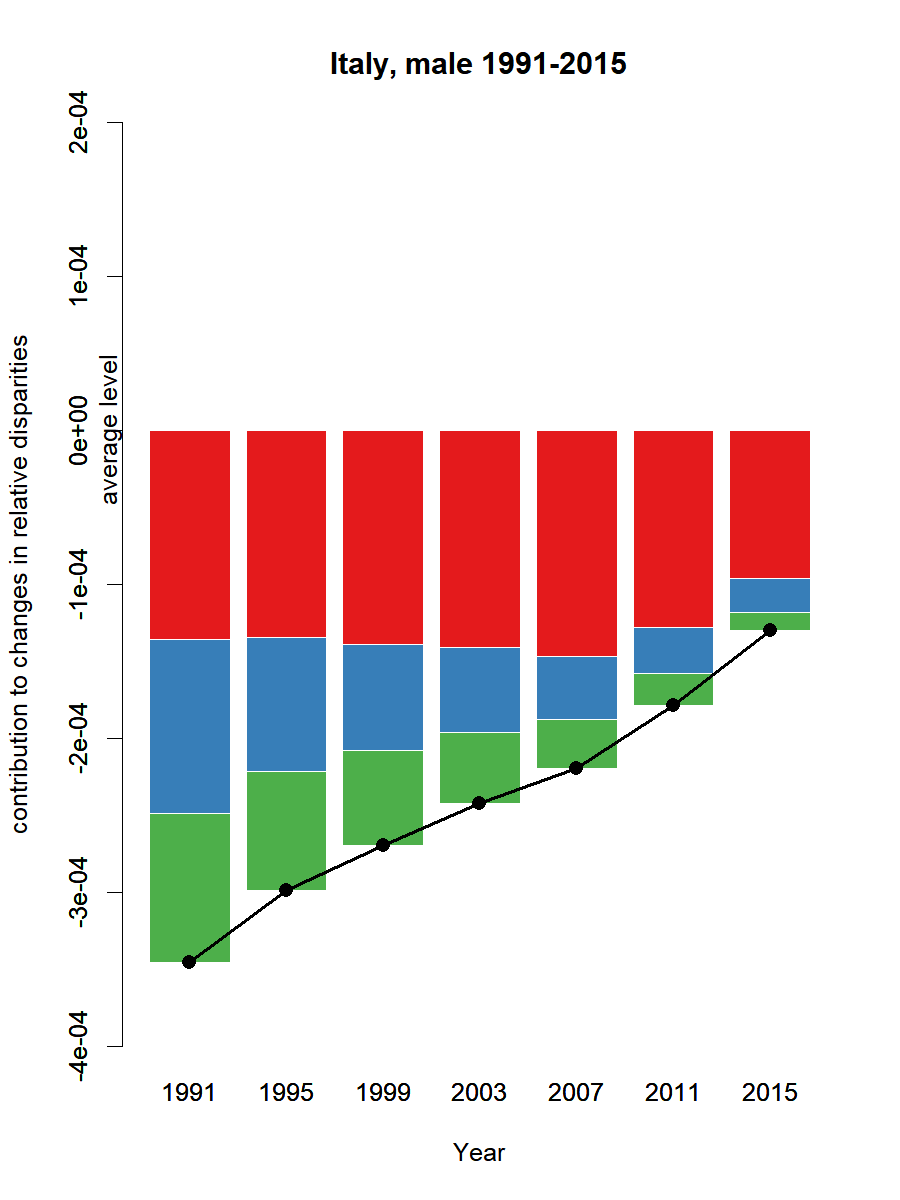 Italy, male 1991-2015
contribution to changes in relative disparities
average level
2e-04
1e-04
0e+00
-1e-04
-2e-04
-3e-04
-4e-04
1991 1995 1999 2003 2007 2011 2015
Year